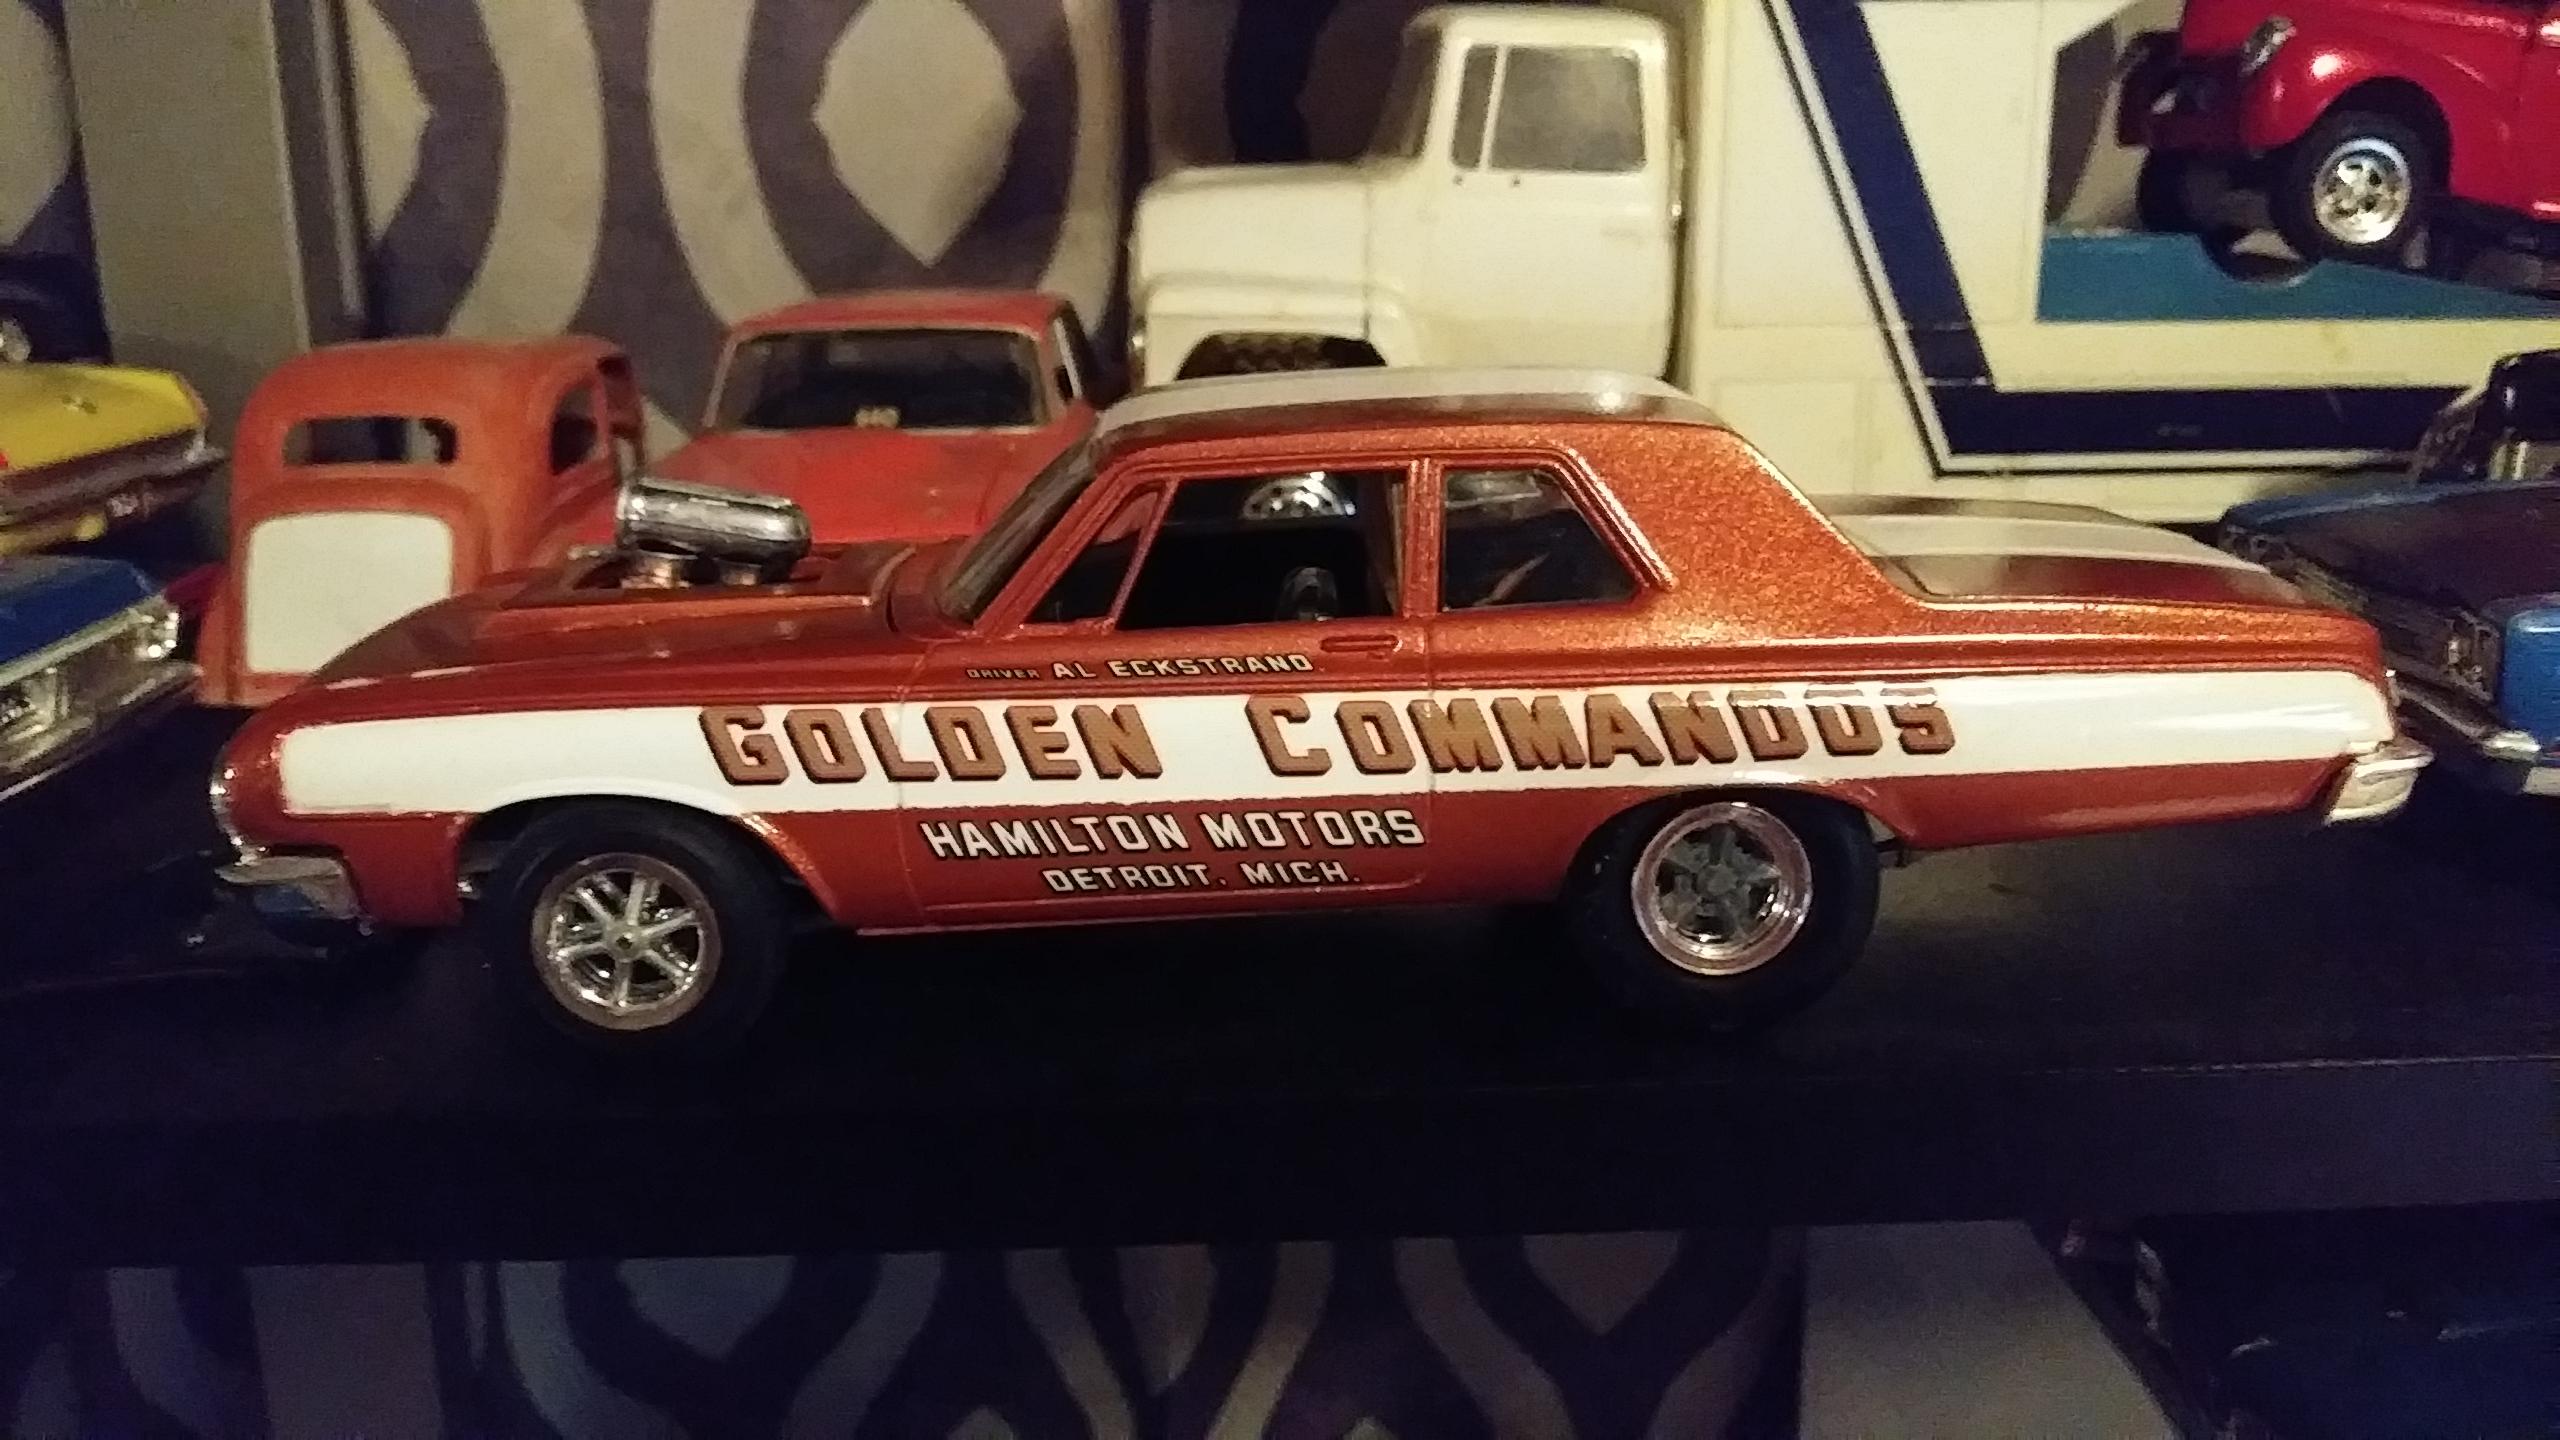 DRIVER AL ECKSTRAND
GOLDEN COMMANDOS
HAMILTON MOTORS
DETROIT. MICH.